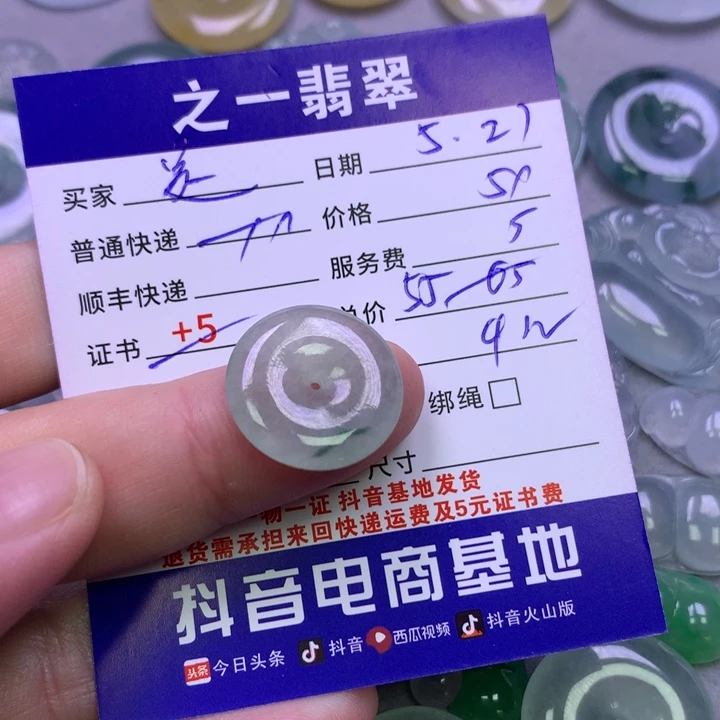 之一翡翠
买家 日期 5.21
普通快递 价格 50
顺丰快递 服务费 5
证书 +5 总价 55
绑绳
尺寸
物一证 抖音基地发货
退货需承担来回快递运费及5元证书费
抖音电商基地
头条 今日头条 抖音 西瓜视频 抖音火山版